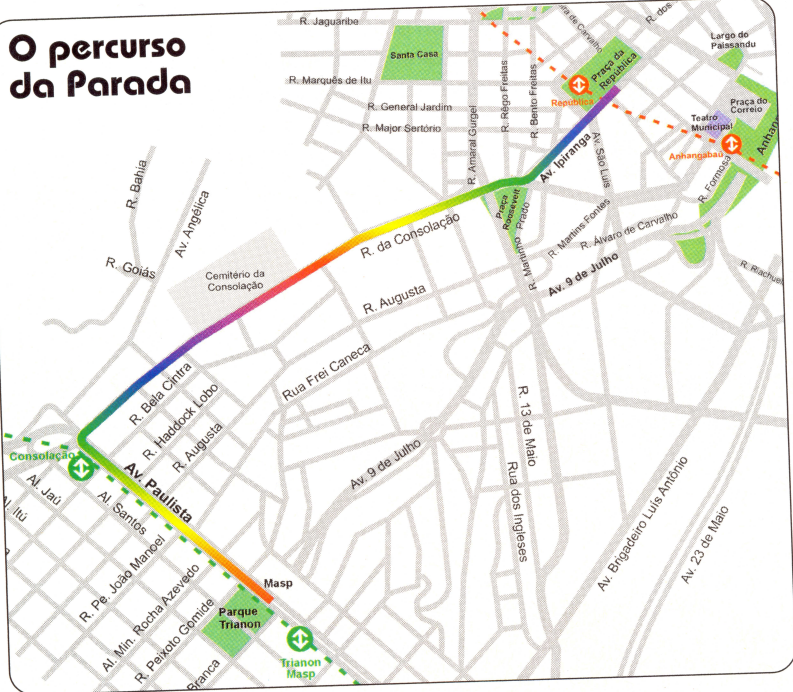 O percurso
da Parada
R. Jaguaribe
R. dos
Largo do
Paissandu
Santa Casa
Praça da
República
R. Marquês de Itu
R. Rêgo Freitas
R. Bento Freitas
República
Praça do
Correio
R. General Jardim
Teatro
Municipal
R. Major Sertório
R. Amaral Gurgel
Anhangabaú
Av. Ipiranga
Av. São Luis
R. Formosa
R. Bahia
Av. Angélica
Praça
Roosevelt
R. Martinho Prado
R. Martins Fontes
R. Álvaro de Carvalho
R. da Consolação
R. Goiás
Cemitério da
Consolação
Av. 9 de Julho
R. Augusta
Rua Frei Caneca
R. Bela Cintra
R. Haddock Lobo
R. Augusta
R. 13 de Maio
Consolação
Av. Paulista
Av. 9 de Julho
Al. Jaú
Al. Santos
Al. Itú
Rua dos Ingleses
Av. Brigadeiro Luís Antônio
Av. 23 de Maio
R. Pe. João Manoel
Al. Min. Rocha Azevedo
R. Peixoto Gomide
Masp
Parque
Trianon
Trianon
Masp
Branca